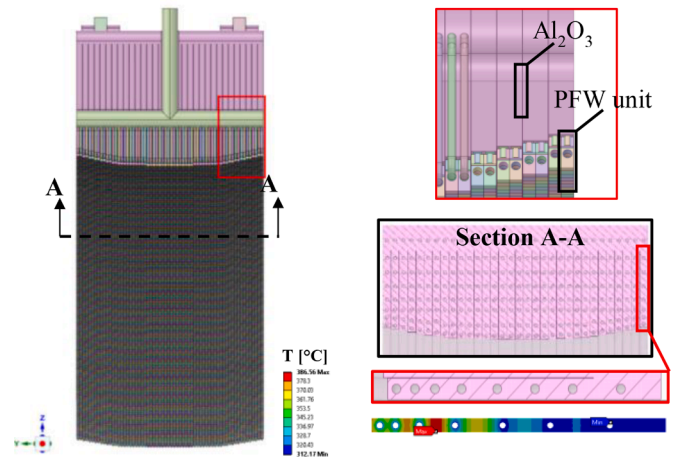 Al₂O₃
PFW unit
A
A
Section A-A
T [°C]
386.56 Max
378.3
370.03
361.76
353.5
345.23
336.97
328.7
320.43
312.17 Min
Z
Y
Max
Min